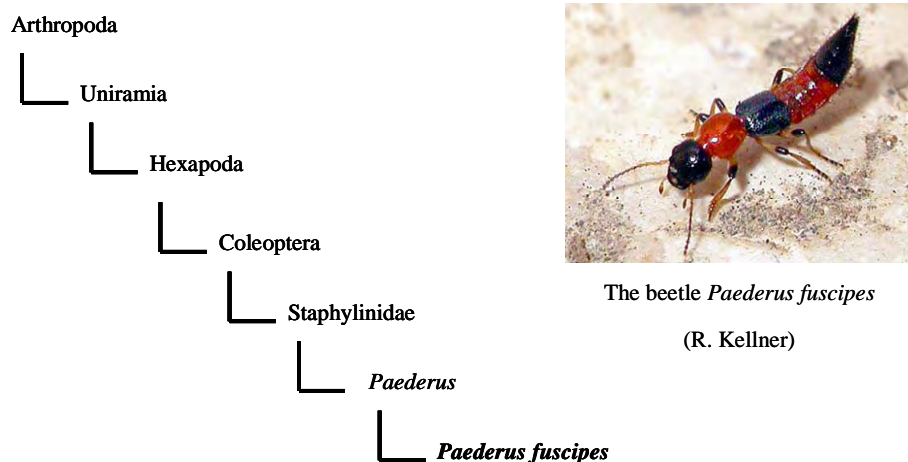 Arthropoda
Uniramia
Hexapoda
Coleoptera
Staphylinidae
Paederus
Paederus fuscipes
The beetle Paederus fuscipes
(R. Kellner)